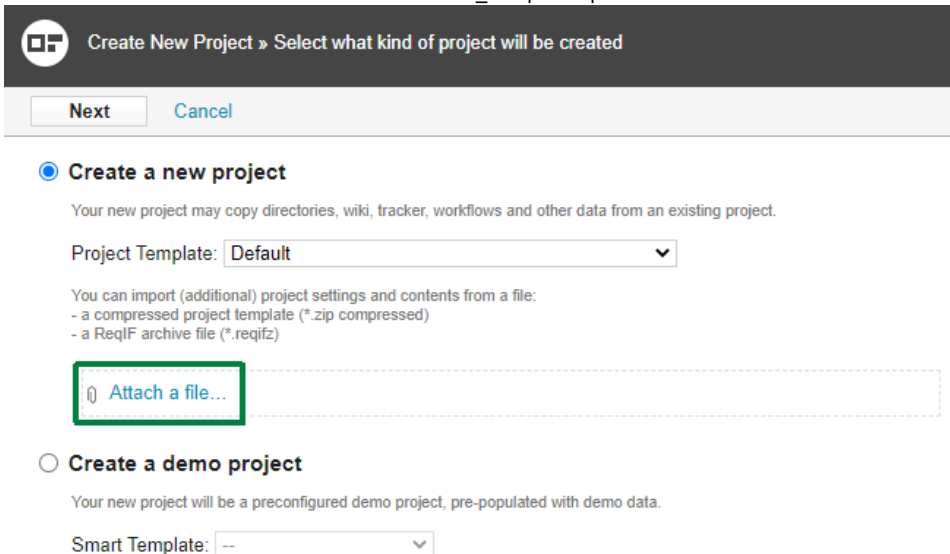 Create New Project » Select what kind of project will be created
Next Cancel
Create a new project
Your new project may copy directories, wiki, tracker, workflows and other data from an existing project.
Project Template: Default
You can import (additional) project settings and contents from a file:
- a compressed project template (*.zip compressed)
- a ReqIF archive file (*.reqifz)
Attach a file...
Create a demo project
Your new project will be a preconfigured demo project, pre-populated with demo data.
Smart Template: --